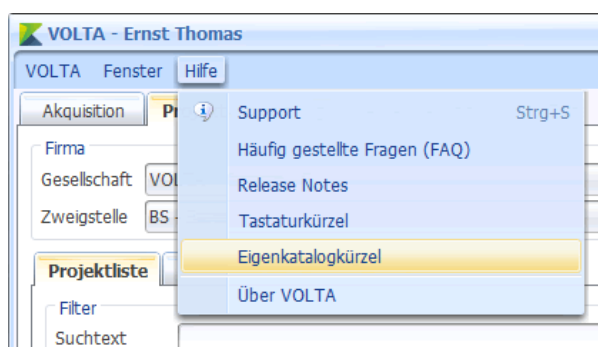 VOLTA - Ernst Thomas
VOLTA Fenster Hilfe
Akquisition
Support Strg+S
Firma
Häufig gestellte Fragen (FAQ)
Gesellschaft
Release Notes
Zweigstelle BS -
Tastaturkürzel
Eigenkatalogkürzel
Projektliste
Über VOLTA
Filter
Suchtext